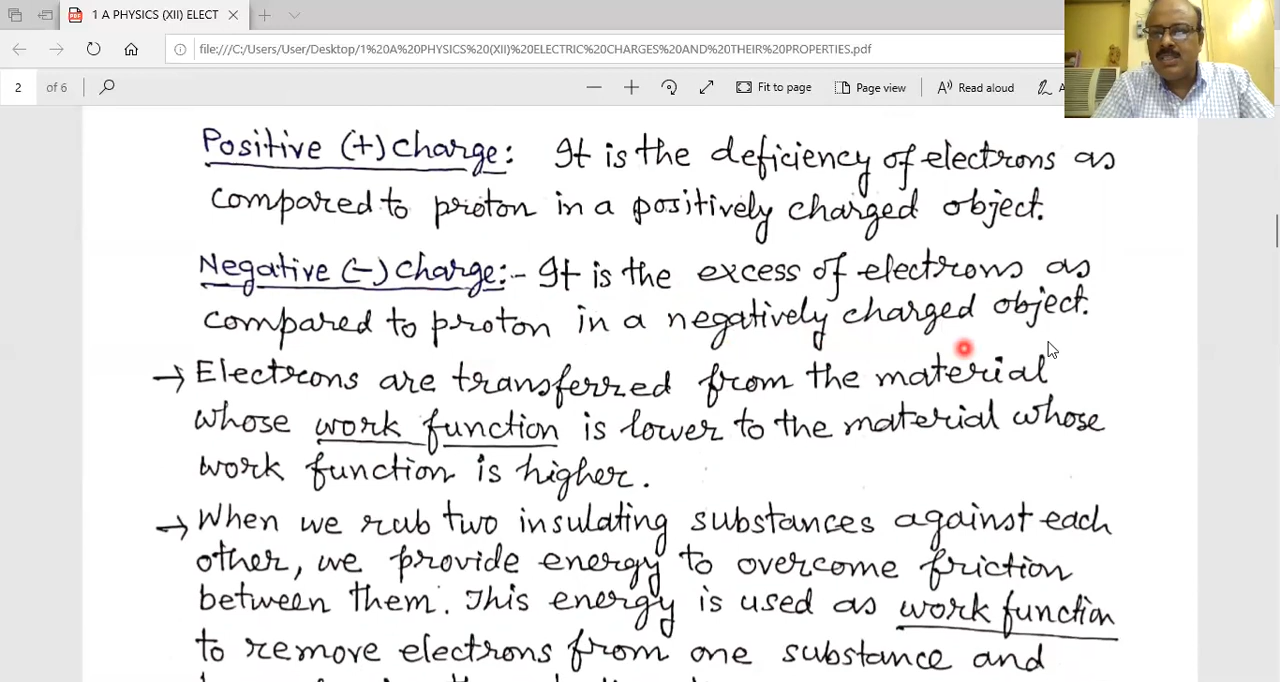 1 A PHYSICS (XII) ELECT
file:///C:/Users/User/Desktop/1%20A%20PHYSICS%20(XII)%20ELECTRIC%20CHARGES%20AND%20THEIR%20PROPERTIES.pdf
2 of 6 Fit to page Page view Read aloud
Positive (+) charge: It is the deficiency of electrons as
compared to proton in a positively charged object.
Negative (-) charge:- It is the excess of electrons as
compared to proton in a negatively charged object.
→ Electrons are transferred from the material
whose work function is lower to the material whose
work function is higher.
→ When we rub two insulating substances against each
other, we provide energy to overcome friction
between them. This energy is used as work function
to remove electrons from one substance and